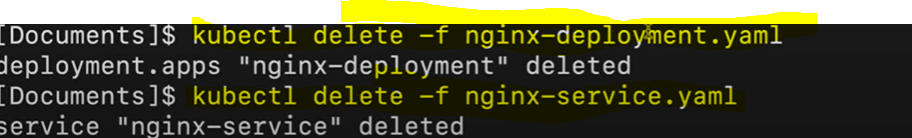 [Documents]$ kubectl delete -f nginx-deployment.yaml
deployment.apps "nginx-deployment" deleted
[Documents]$ kubectl delete -f nginx-service.yaml
service "nginx-service" deleted